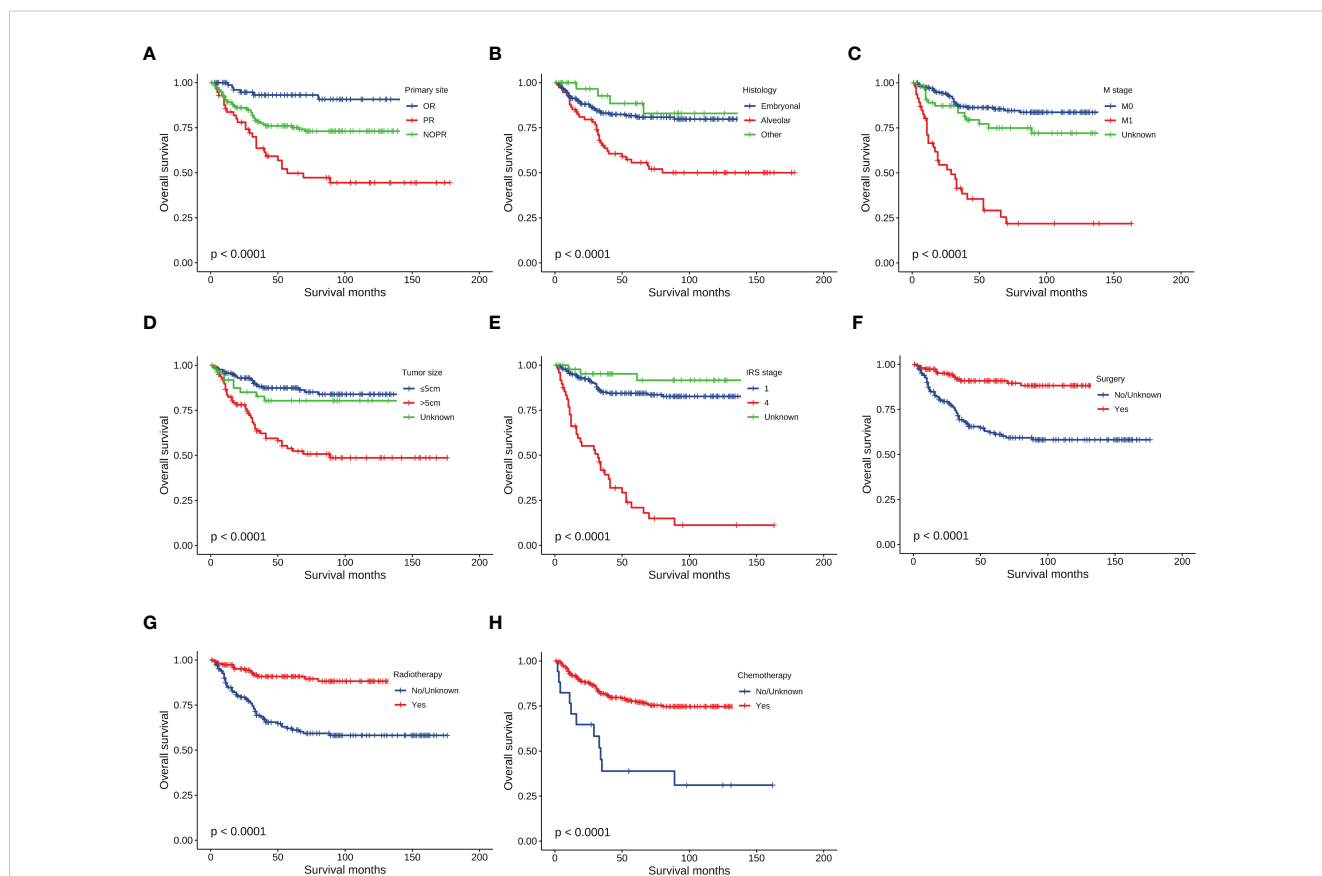 A
1.00
0.75
0.50
0.25
0.00
Overall survival
Primary site
OR
PR
NOPR
p < 0.0001
0 50 100 150 200
Survival months
B
1.00
0.75
0.50
0.25
0.00
Overall survival
Histology
Embryonal
Alveolar
Other
p < 0.0001
0 50 100 150 200
Survival months
C
1.00
0.75
0.50
0.25
0.00
Overall survival
M stage
M0
M1
Unknown
p < 0.0001
0 50 100 150 200
Survival months
D
1.00
0.75
0.50
0.25
0.00
Overall survival
Tumor size
≤5cm
>5cm
Unknown
p < 0.0001
0 50 100 150 200
Survival months
E
1.00
0.75
0.50
0.25
0.00
Overall survival
IRS stage
1
4
Unknown
p < 0.0001
0 50 100 150 200
Survival months
F
1.00
0.75
0.50
0.25
0.00
Overall survival
Surgery
No/Unknown
Yes
p < 0.0001
0 50 100 150 200
Survival months
G
1.00
0.75
0.50
0.25
0.00
Overall survival
Radiotherapy
No/Unknown
Yes
p < 0.0001
0 50 100 150 200
Survival months
H
1.00
0.75
0.50
0.25
0.00
Overall survival
Chemotherapy
No/Unknown
Yes
p < 0.0001
0 50 100 150 200
Survival months